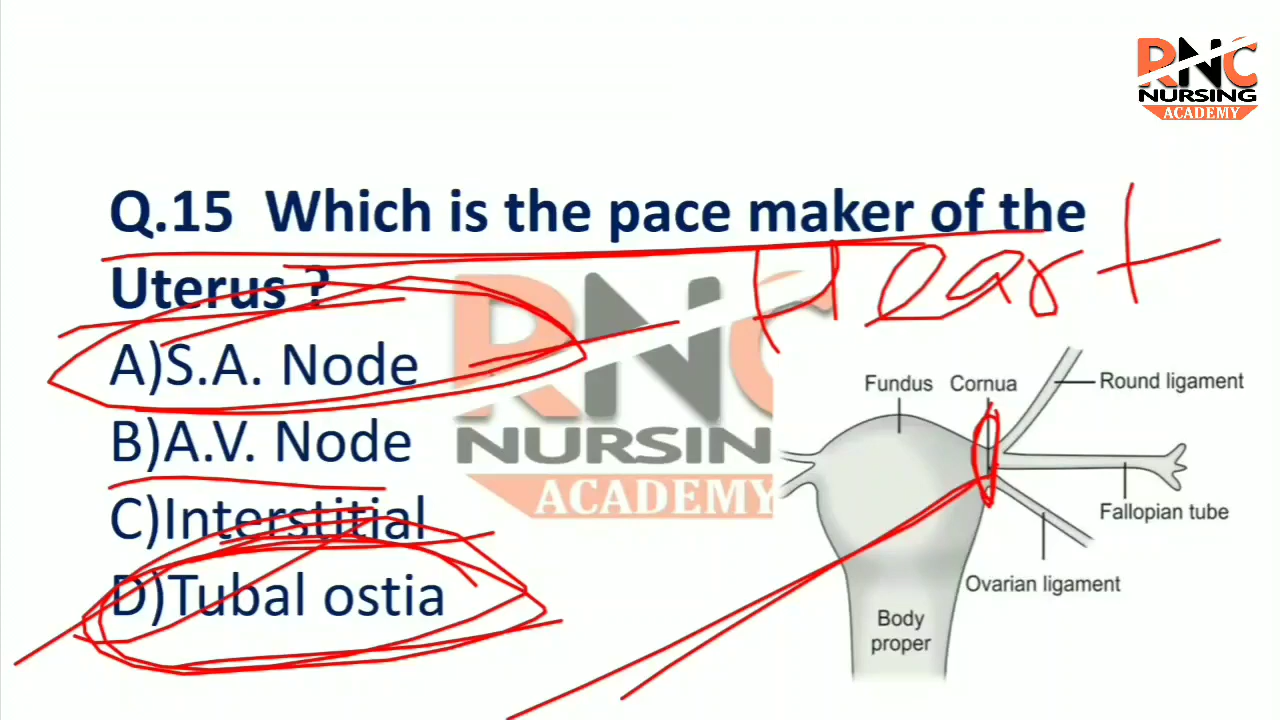 RNC
NURSING
ACADEMY
Q.15 Which is the pace maker of the
Uterus ?
Heart
A)S.A. Node
B)A.V. Node
C)Interstitial
D)Tubal ostia
RNC
NURSIN
ACADEMY
Fundus Cornua
Round ligament
Fallopian tube
Ovarian ligament
Body
proper